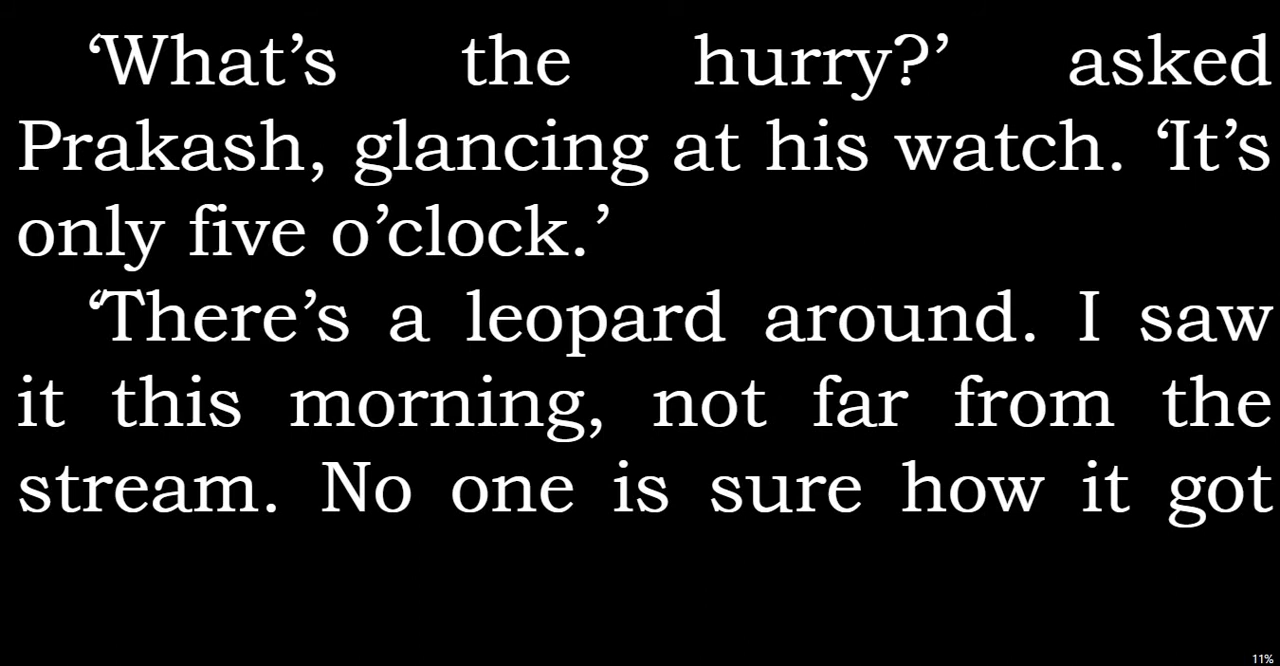 ‘What’s the hurry?’ asked
Prakash, glancing at his watch. ‘It’s
only five o’clock.’
‘There’s a leopard around. I saw
it this morning, not far from the
stream. No one is sure how it got
11%